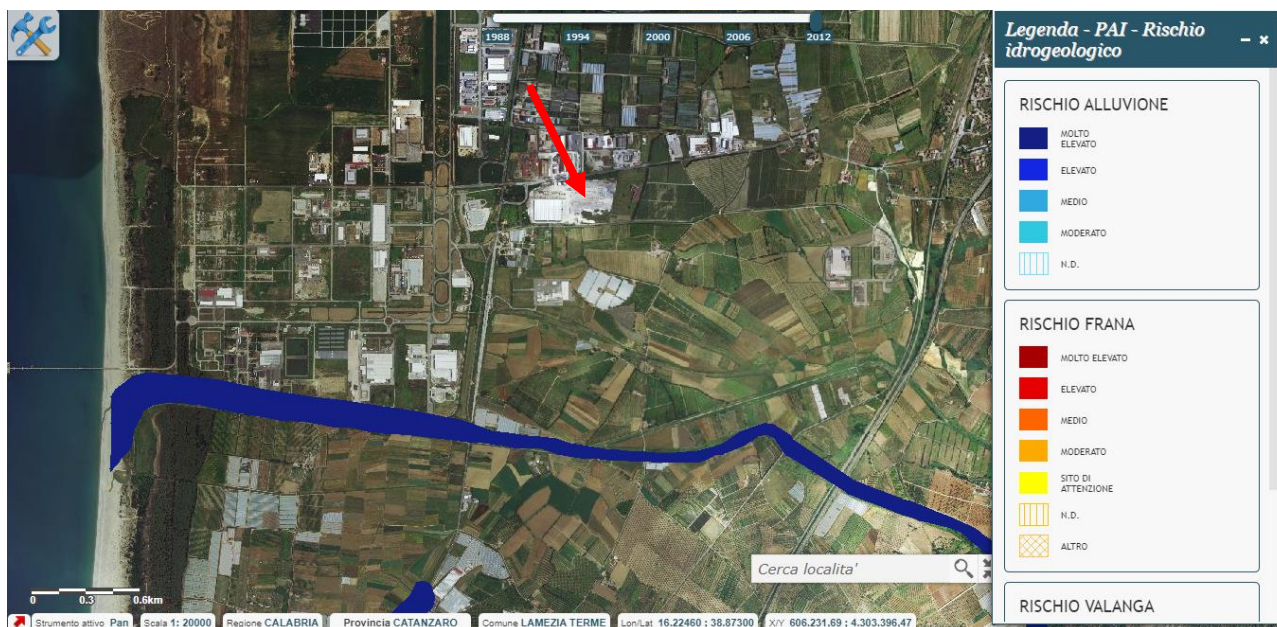 1988 1994 2000 2006 2012
Legenda - PAI - Rischio
idrogeologico
RISCHIO ALLUVIONE
MOLTO
ELEVATO
ELEVATO
MEDIO
MODERATO
N.D.
RISCHIO FRANA
MOLTO ELEVATO
ELEVATO
MEDIO
MODERATO
SITO DI
ATTENZIONE
N.D.
ALTRO
RISCHIO VALANGA
Cerca localita'
0 0.3 0.6km
Strumento attivo Pan Scala 1: 20000 Regione CALABRIA Provincia CATANZARO Comune LAMEZIA TERME Lon/Lat 16.22460 : 38.87300 X/Y 606.231,69 : 4.303.396,47